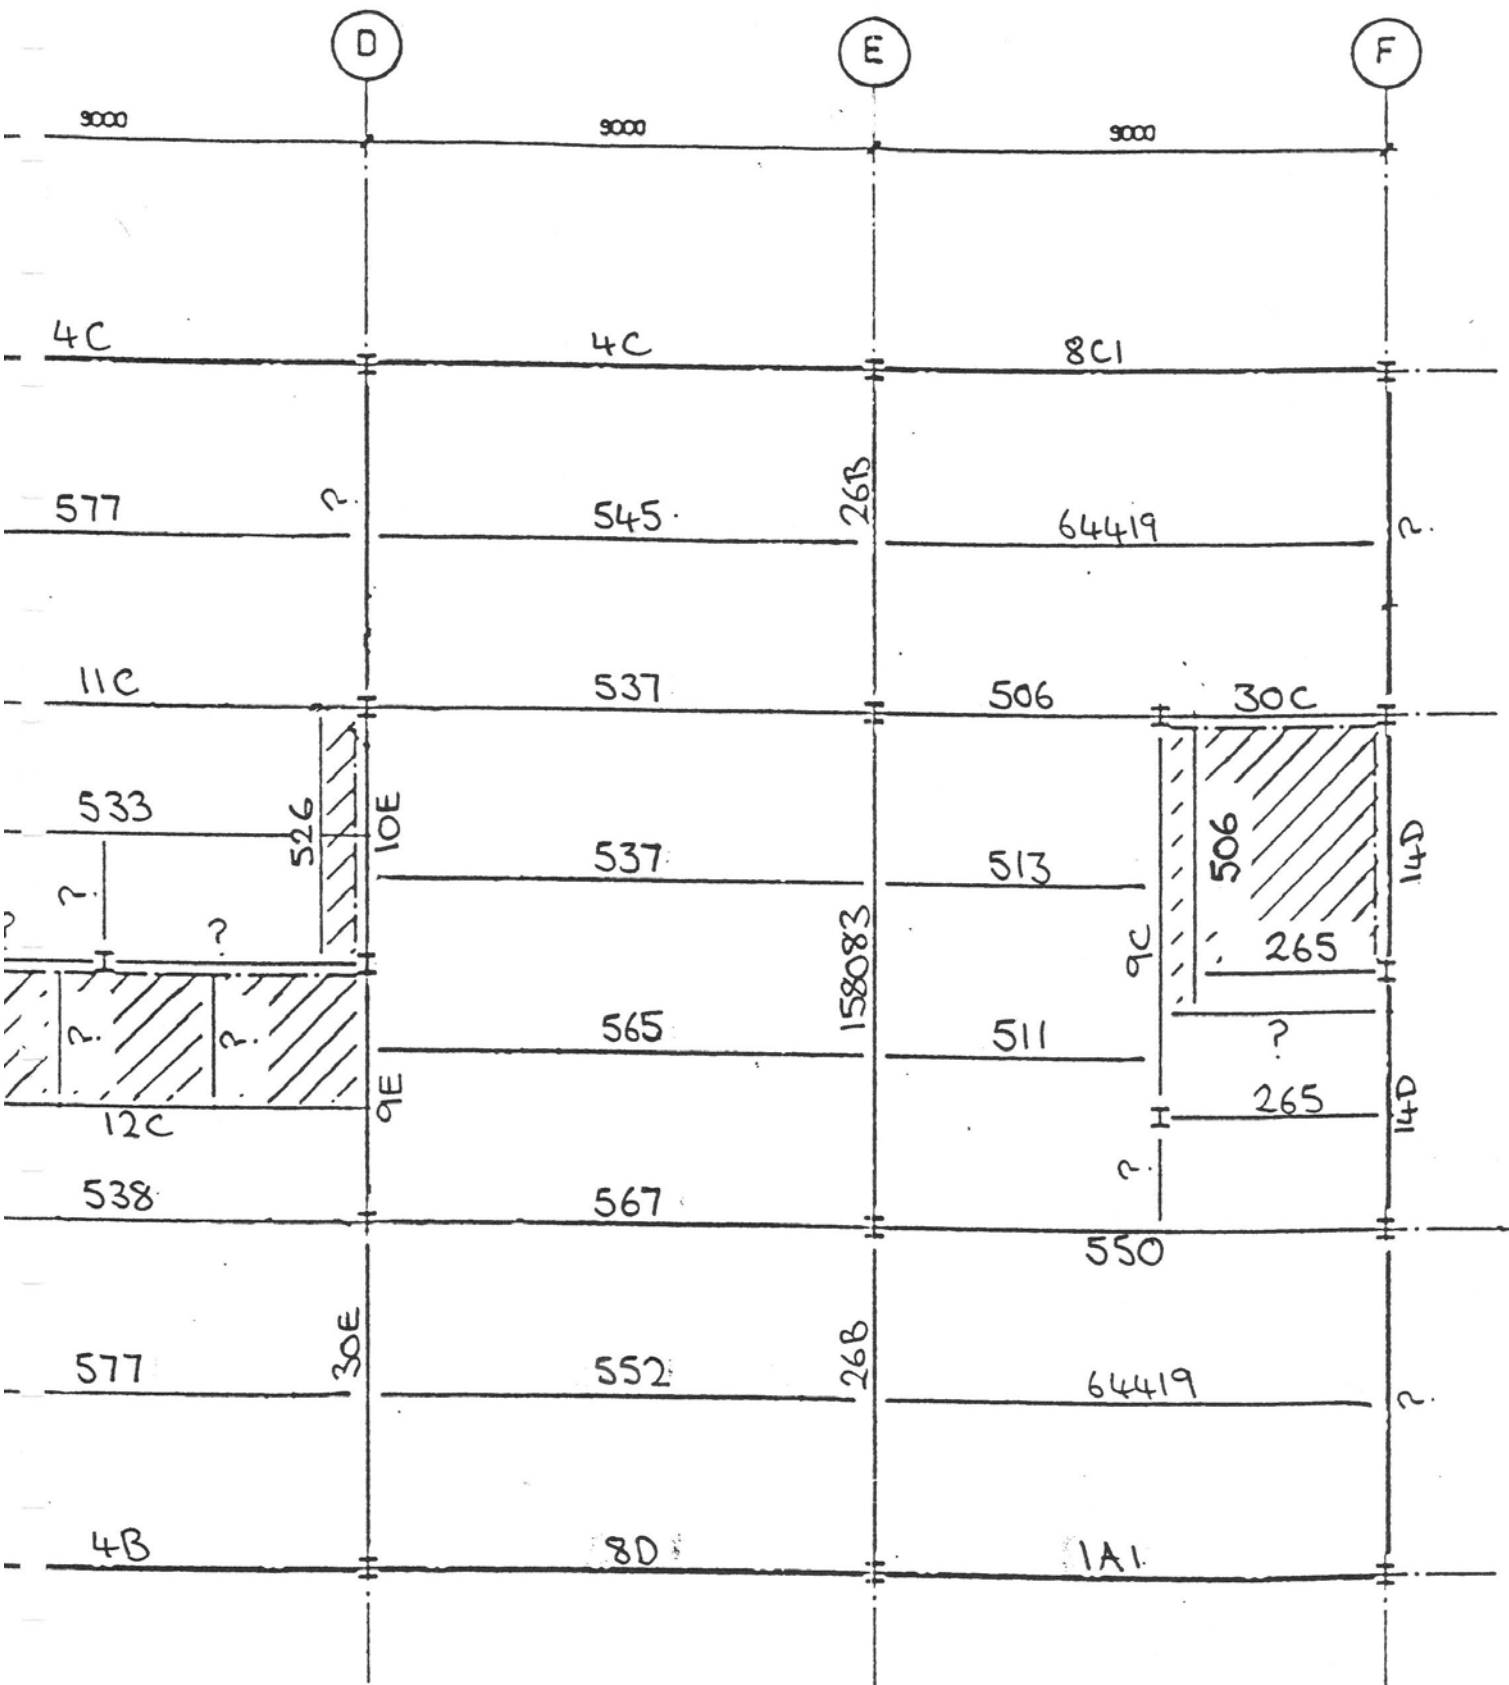 D E F
9000 9000 9000
4C 4C 8C1
577 ? 545 26B 64419 ?
11C 537 506 30C
533 526 10E 537 513 506 14D
? ? ? 158083 9C 265
? ? 9E 565 511 ?
12C 265 14D
538 567 ? 550
577 30E 552 26B 64419 ?
4B 8D 1A1